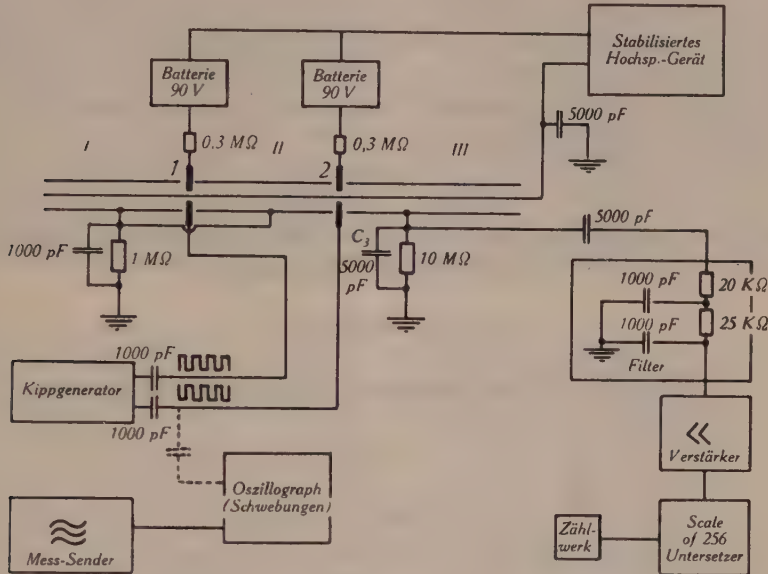 Batterie
90 V
Batterie
90 V
Stabilisiertes
Hochsp.-Gerät
5000 pF
I
0.3 MΩ
II
0,3 MΩ
III
1
2
5000 pF
1000 pF
1 MΩ
C3
5000
pF
10 MΩ
1000 pF
20 KΩ
1000 pF
25 KΩ
Filter
1000 pF
Kippgenerator
1000 pF
Verstärker
Oszillograph
(Schwebungen)
Mess-Sender
Zähl-
werk
Scale
of 256
Untersetzer